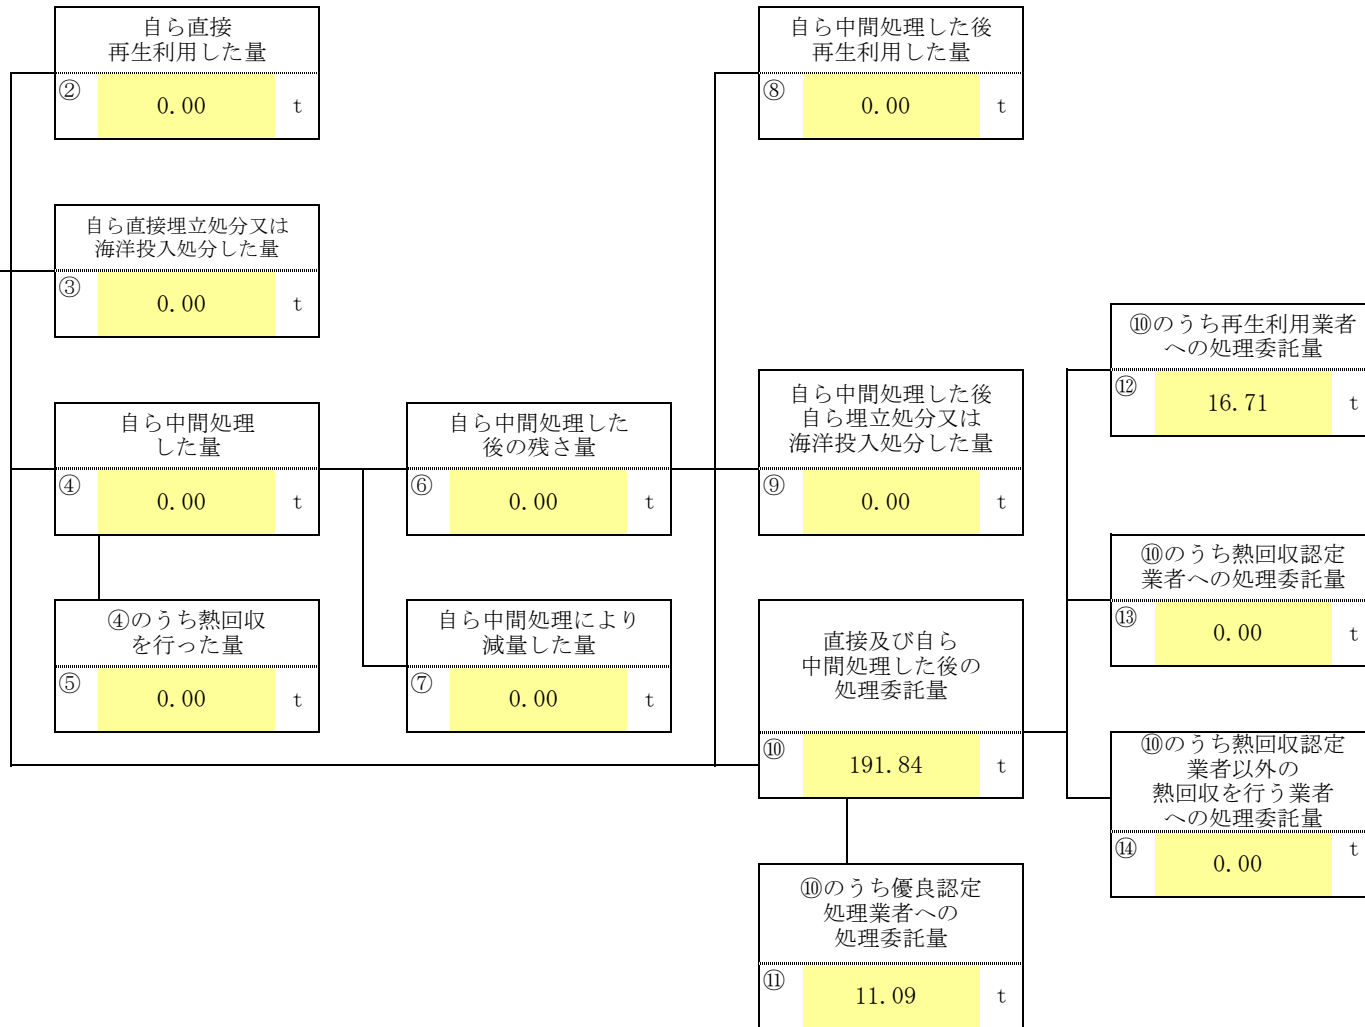 自ら直接
再生利用した量
②
0.00
t
自ら中間処理した後
再生利用した量
⑧
0.00
t
自ら直接埋立処分又は
海洋投入処分した量
③
0.00
t
⑩のうち再生利用業者
への処理委託量
⑫
16.71
t
自ら中間処理
した量
④
0.00
t
自ら中間処理した
後の残さ量
⑥
0.00
t
自ら中間処理した後
自ら埋立処分又は
海洋投入処分した量
⑨
0.00
t
⑩のうち熱回収認定
業者への処理委託量
⑬
0.00
t
④のうち熱回収
を行った量
⑤
0.00
t
自ら中間処理により
減量した量
⑦
0.00
t
直接及び自ら
中間処理した後の
処理委託量
⑩
191.84
t
⑩のうち熱回収認定
業者以外の
熱回収を行う業者
への処理委託量
⑭
0.00
t
⑩のうち優良認定
処理業者への
処理委託量
⑪
11.09
t